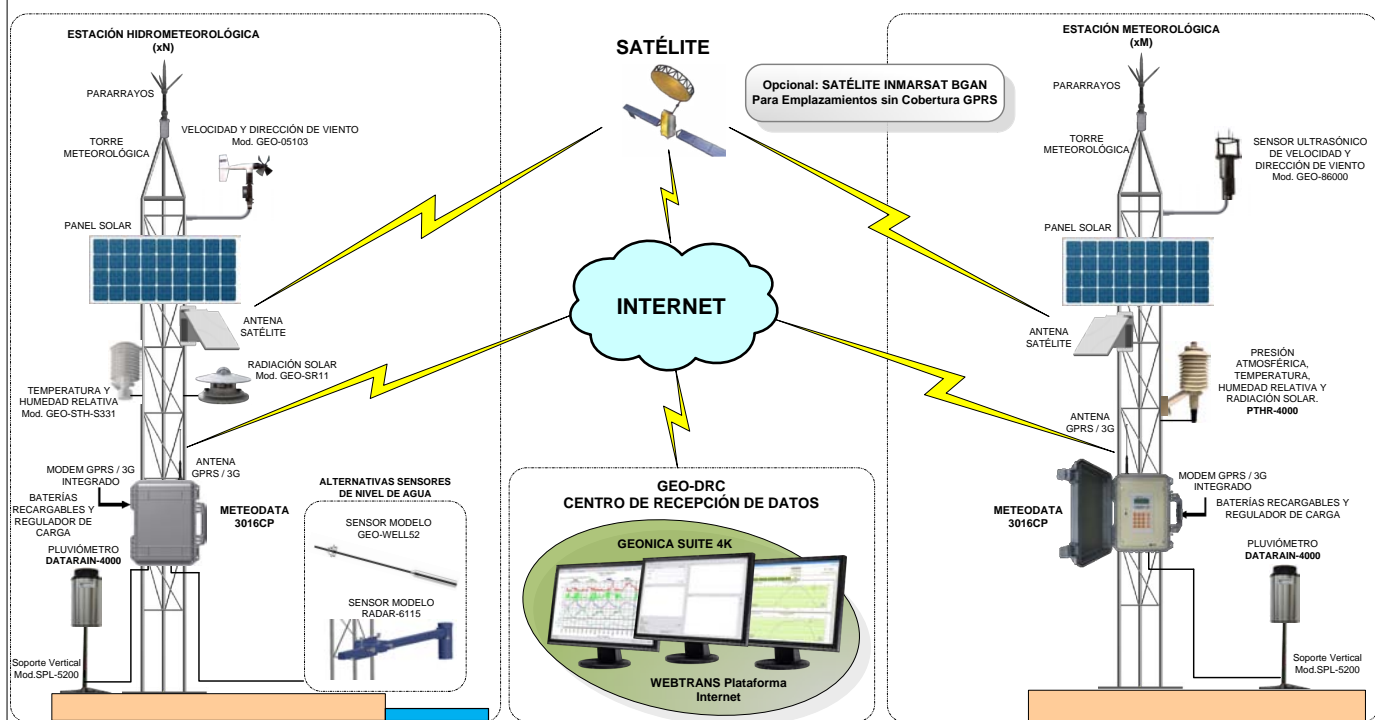 ESTACIÓN HIDROMETEOROLÓGICA
(xN)
PARARRAYOS
TORRE
METEOROLÓGICA
VELOCIDAD Y DIRECCIÓN DE VIENTO
Mod. GEO-05103
PANEL SOLAR
ANTENA
SATÉLITE
RADIACIÓN SOLAR
Mod. GEO-SR11
TEMPERATURA Y
HUMEDAD RELATIVA
Mod. GEO-STH-S331
ANTENA
GPRS / 3G
MODEM GPRS / 3G
INTEGRADO
BATERÍAS
RECARGABLES Y
REGULADOR DE
CARGA
METEODATA
3016CP
PLUVIÓMETRO
DATARAIN-4000
Soporte Vertical
Mod.SPL-5200
ALTERNATIVAS SENSORES
DE NIVEL DE AGUA
SENSOR MODELO
GEO-WELL52
SENSOR MODELO
RADAR-6115
SATÉLITE
Opcional: SATÉLITE INMARSAT BGAN
Para Emplazamientos sin Cobertura GPRS
INTERNET
GEO-DRC
CENTRO DE RECEPCIÓN DE DATOS
GEONICA SUITE 4K
WEBTRANS Plataforma
Internet
ESTACIÓN METEOROLÓGICA
(xM)
PARARRAYOS
TORRE
METEOROLÓGICA
SENSOR ULTRASÓNICO
DE VELOCIDAD Y
DIRECCIÓN DE VIENTO
Mod. GEO-86000
PANEL SOLAR
ANTENA
SATÉLITE
PRESIÓN
ATMOSFÉRICA,
TEMPERATURA,
HUMEDAD RELATIVA Y
RADIACIÓN SOLAR.
PTHR-4000
ANTENA
GPRS / 3G
MODEM GPRS / 3G
INTEGRADO
BATERÍAS RECARGABLES Y
REGULADOR DE CARGA
METEODATA
3016CP
PLUVIÓMETRO
DATARAIN-4000
Soporte Vertical
Mod.SPL-5200